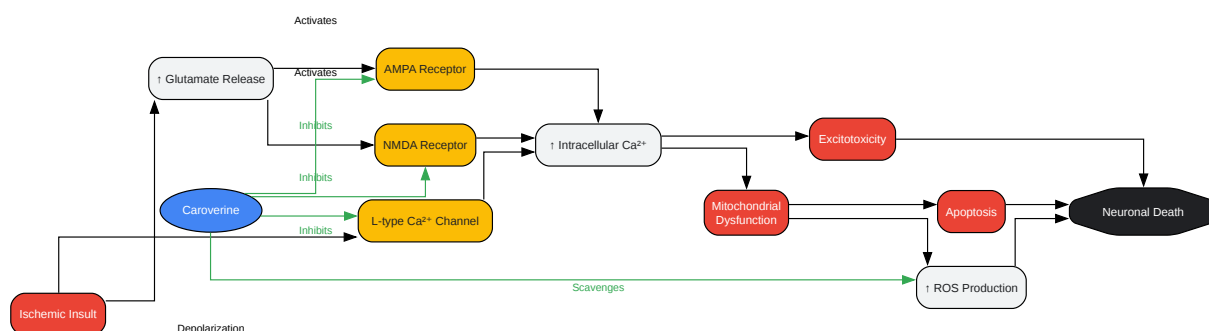 Activates
↑ Glutamate Release
Activates
AMPA Receptor
Inhibits
NMDA Receptor
↑ Intracellular Ca²⁺
Excitotoxicity
Inhibits
Caroverine
L-type Ca²⁺ Channel
Mitochondrial
Dysfunction
Apoptosis
Neuronal Death
Inhibits
Scavenges
↑ ROS Production
Ischemic Insult
Depolarization